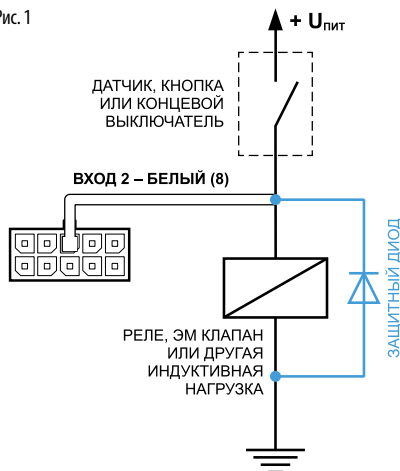 Рис. 1
+ Uпит
ДАТЧИК, КНОПКА
ИЛИ КОНЦЕВОЙ
ВЫКЛЮЧАТЕЛЬ
ВХОД 2 – БЕЛЫЙ (8)
РЕЛЕ, ЭМ КЛАПАН
ИЛИ ДРУГАЯ
ИНДУКТИВНАЯ
НАГРУЗКА
ЗАЩИТНЫЙ ДИОД